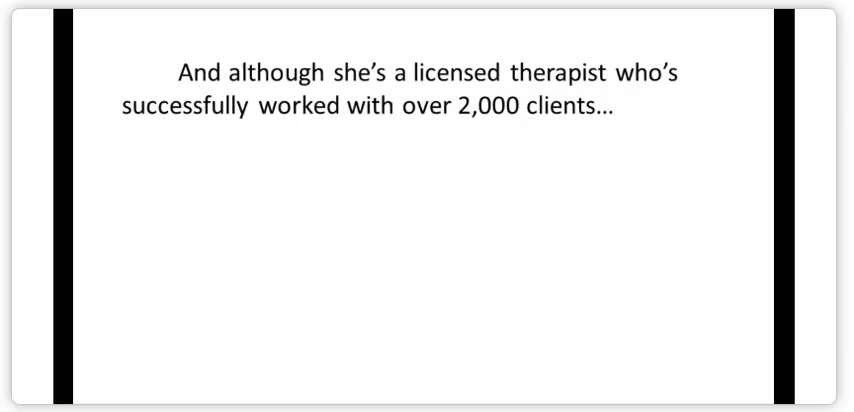 And although she’s a licensed therapist who’s
successfully worked with over 2,000 clients…